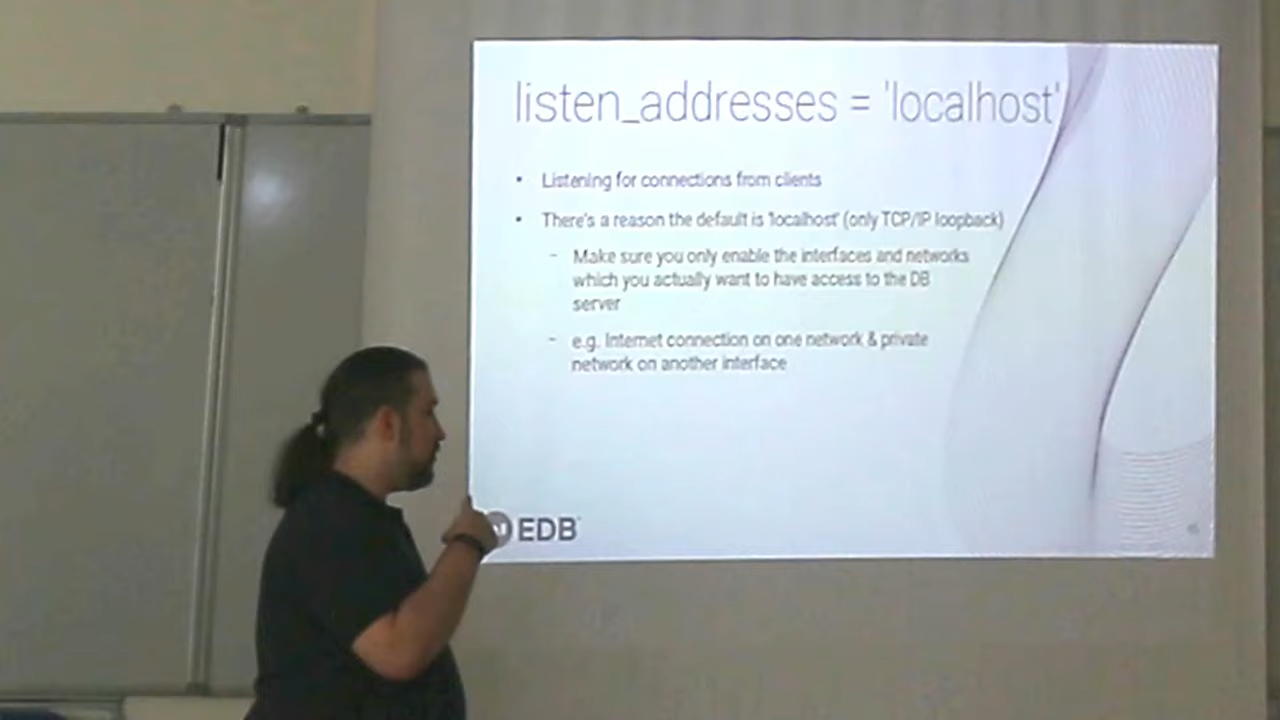 listen_addresses = 'localhost'
• Listening for connections from clients
• There's a reason the default is 'localhost' (only TCP/IP loopback)
- Make sure you only enable the interfaces and networks
which you actually want to have access to the DB
server
- e.g. Internet connection on one network & private
network on another interface
EDB